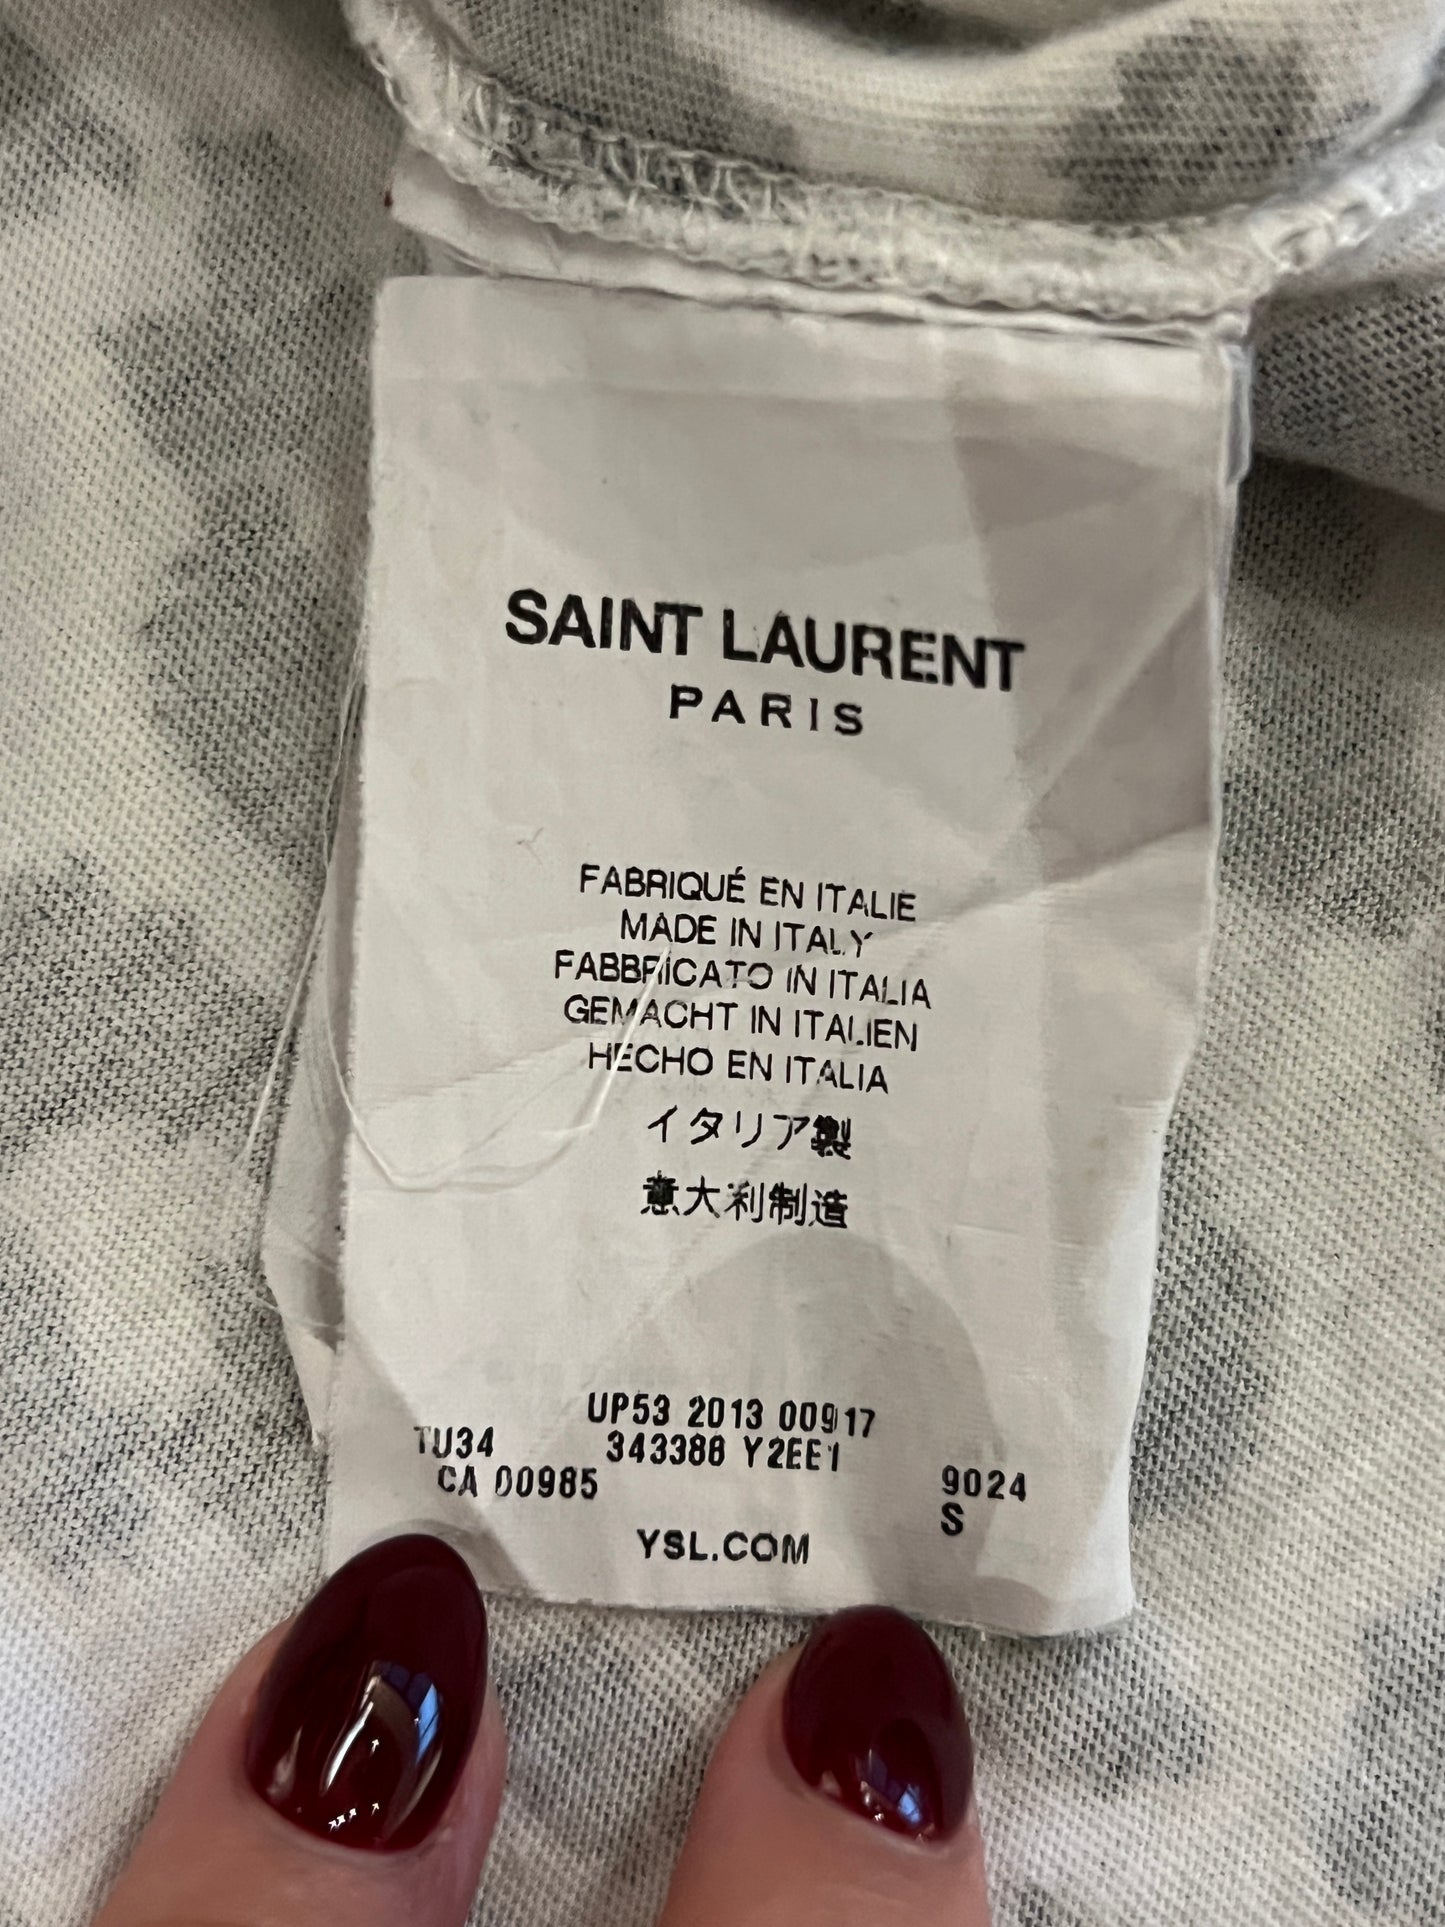 SAINT LAURENT
PARIS
FABRIQUÉ EN ITALIE
MADE IN ITALY
FABBRICATO IN ITALIA
GEMACHT IN ITALIEN
HECHO EN ITALIA
イタリア製
意大利制造
UP53 2013 00917
TU34 343388 Y2EE1
CA 00985 9024
S
YSL.COM